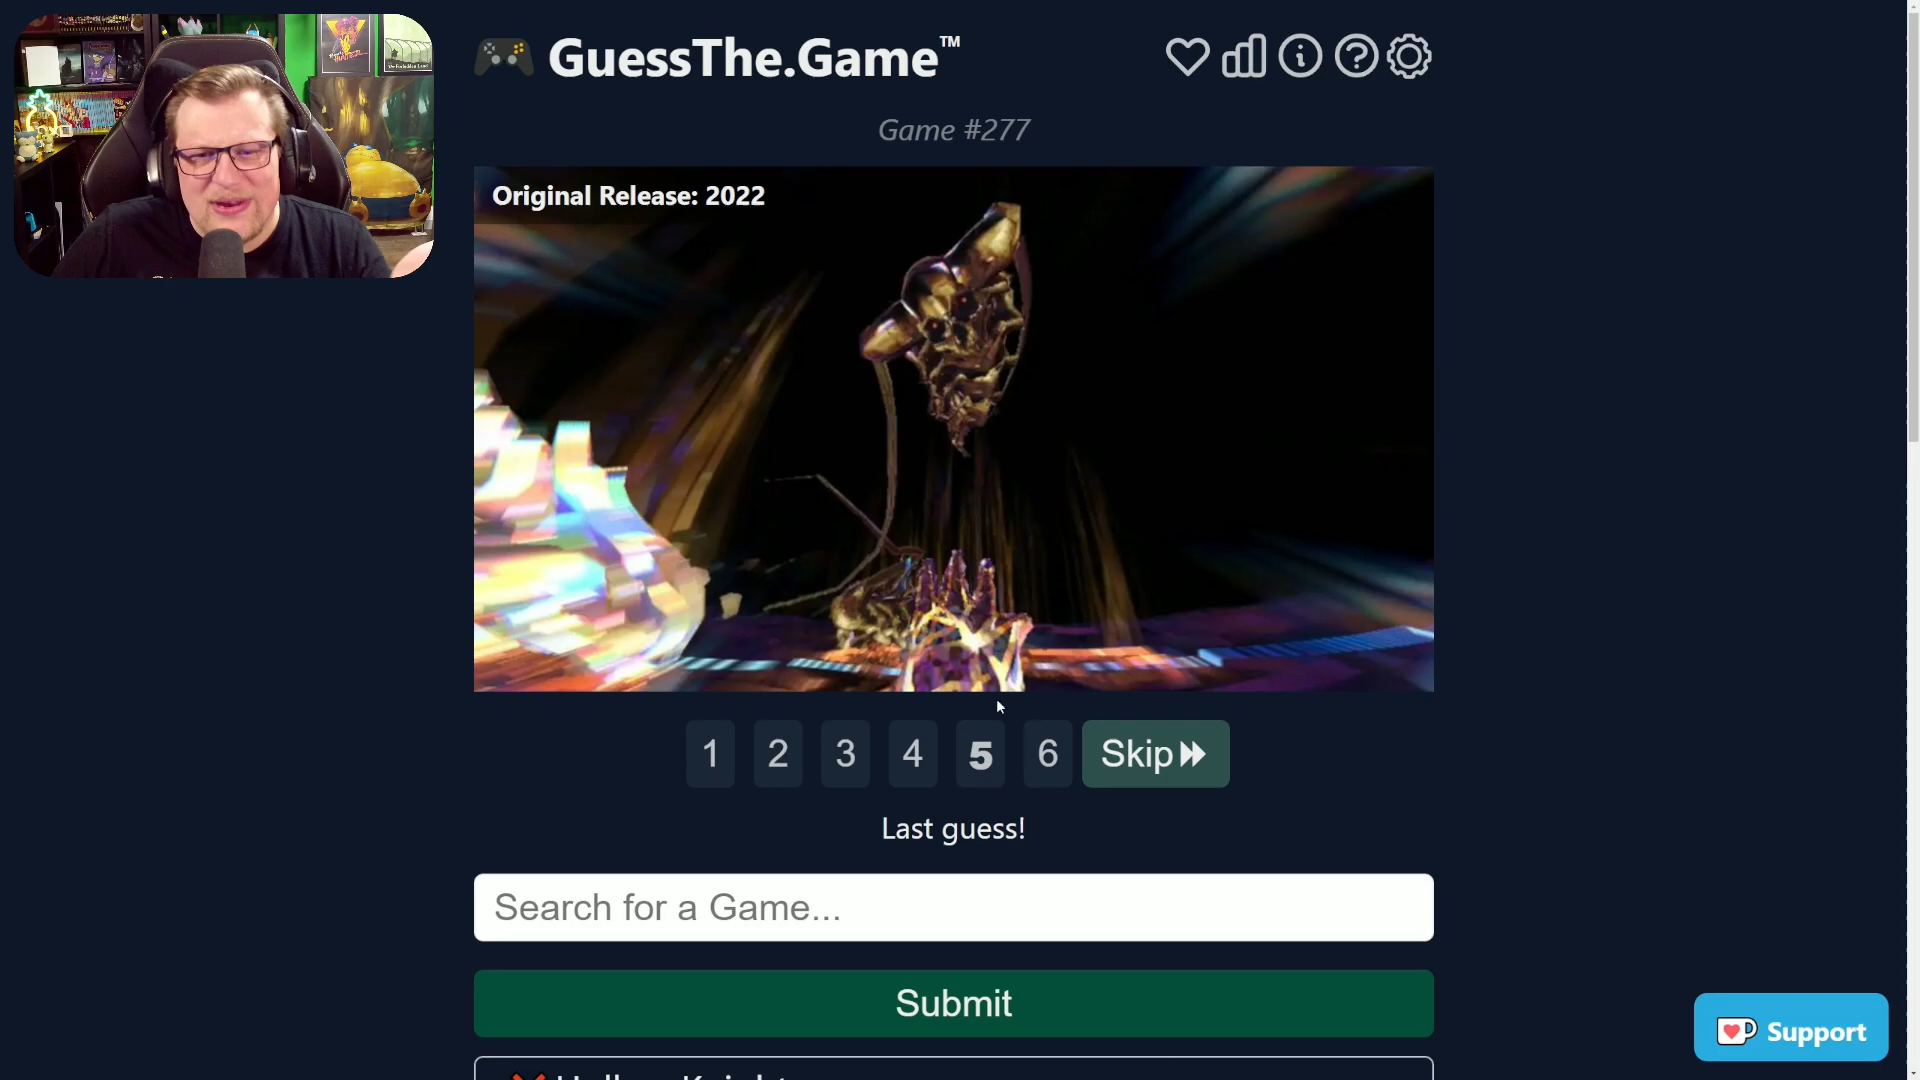 GuessThe.Game™
Game #277
Original Release: 2022
1 2 3 4 5 6 Skip
Last guess!
Search for a Game...
Submit
Support